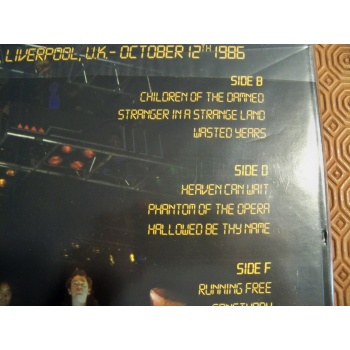 LIVERPOOL, U.K. - OCTOBER 12TH 1986
SIDE B
CHILDREN OF THE DAMNED
STRANGER IN A STRANGE LAND
WASTED YEARS
SIDE D
HEAVEN CAN WAIT
PHANTOM OF THE OPERA
HALLOWED BE THY NAME
SIDE F
RUNNING FREE
SANCTUARY